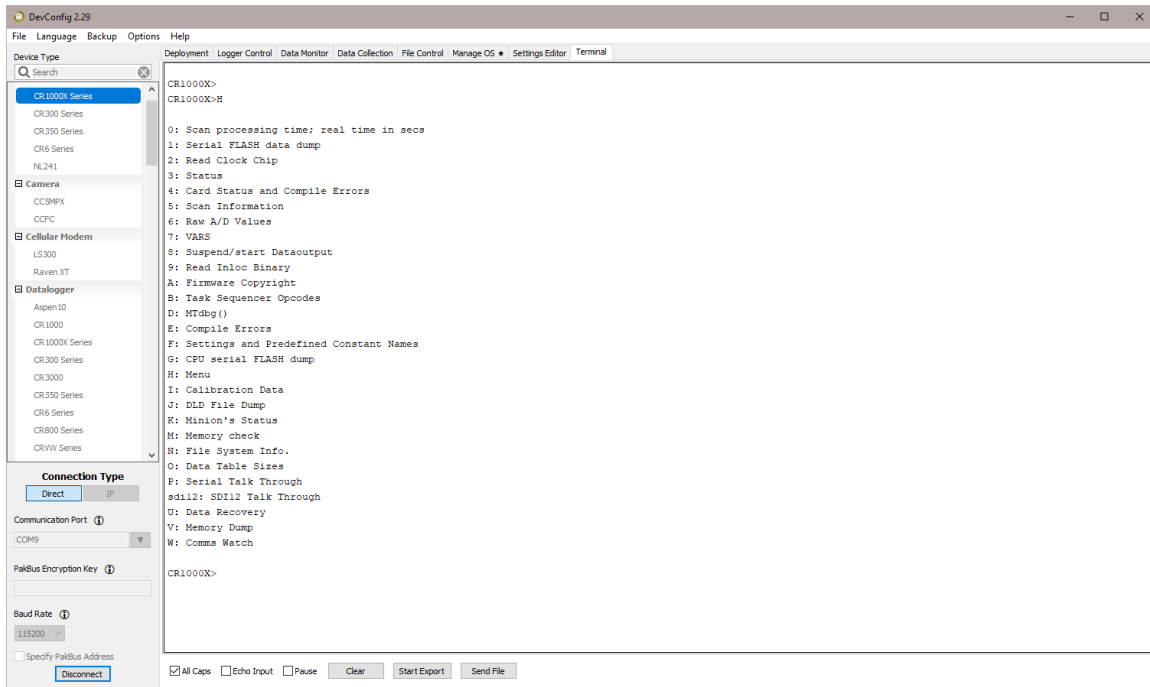 DevConfig 2.29
File Language Backup Options Help
Device Type
Search
CR1000X Series
CR300 Series
CR350 Series
CR6 Series
NL241
Camera
CC5MPX
CCFC
Cellular Modem
LS300
Raven XT
Datalogger
Aspen10
CR1000
CR1000X Series
CR300 Series
CR3000
CR350 Series
CR6 Series
CR800 Series
CRVW Series
Connection Type
Direct IP
Communication Port
COM9
PakBus Encryption Key
Baud Rate
115200
Specify PakBus Address
Disconnect
Deployment Logger Control Data Monitor Data Collection File Control Manage OS ★ Settings Editor Terminal
CR1000X>
CR1000X>H
0: Scan processing time; real time in secs
1: Serial FLASH data dump
2: Read Clock Chip
3: Status
4: Card Status and Compile Errors
5: Scan Information
6: Raw A/D Values
7: VARS
8: Suspend/start Dataoutput
9: Read Inloc Binary
A: Firmware Copyright
B: Task Sequencer Opcodes
D: MTdbg()
E: Compile Errors
F: Settings and Predefined Constant Names
G: CPU serial FLASH dump
H: Menu
I: Calibration Data
J: DLD File Dump
K: Minion's Status
M: Memory check
N: File System Info.
O: Data Table Sizes
P: Serial Talk Through
sdi12: SDI12 Talk Through
U: Data Recovery
V: Memory Dump
W: Comms Watch
CR1000X>
All Caps Echo Input Pause Clear Start Export Send File